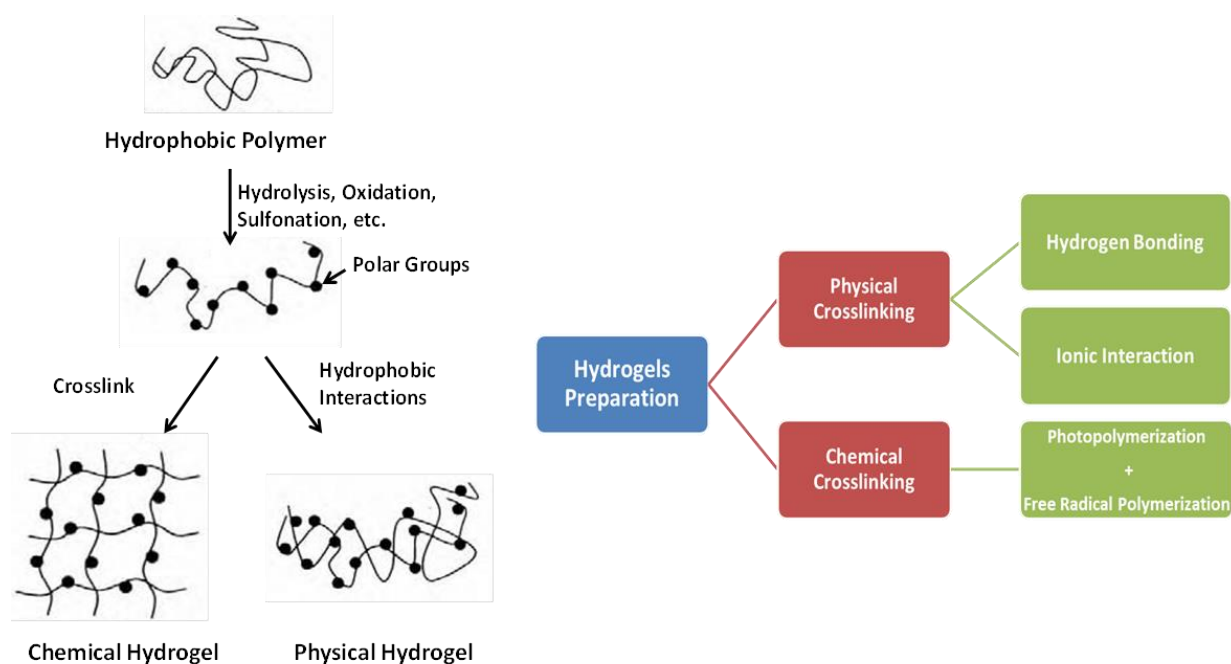 Hydrophobic Polymer
Hydrolysis, Oxidation,
Sulfonation, etc.
Polar Groups
Crosslink
Hydrophobic
Interactions
Chemical Hydrogel
Physical Hydrogel
Hydrogels
Preparation
Physical
Crosslinking
Hydrogen Bonding
Ionic Interaction
Chemical
Crosslinking
Photopolymerization
+
Free Radical Polymerization